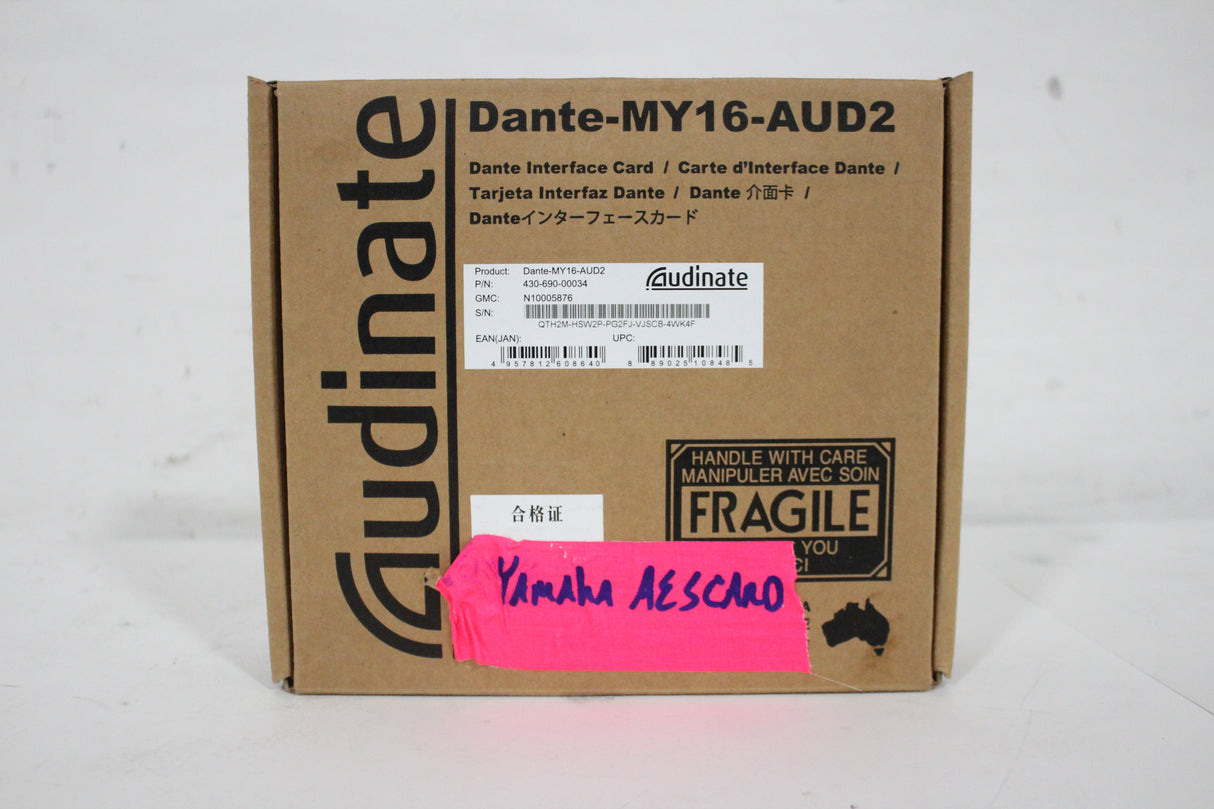 Audinate
Dante-MY16-AUD2
Dante Interface Card / Carte d'Interface Dante /
Tarjeta Interfaz Dante / Dante 介面卡 /
Danteインターフェースカード
Product: Dante-MY16-AUD2
Audinate
P/N: 430-690-00034
GMC: N10005876
S/N:
QTH2M-HSW2P-PG2FJ-VJSCB-4WK4F
EAN(JAN): UPC:
4 957812 608640 8 89025 10848 5
HANDLE WITH CARE
MANIPULER AVEC SOIN
FRAGILE
YOU
CI
合格证
YAMAHA AESCARD